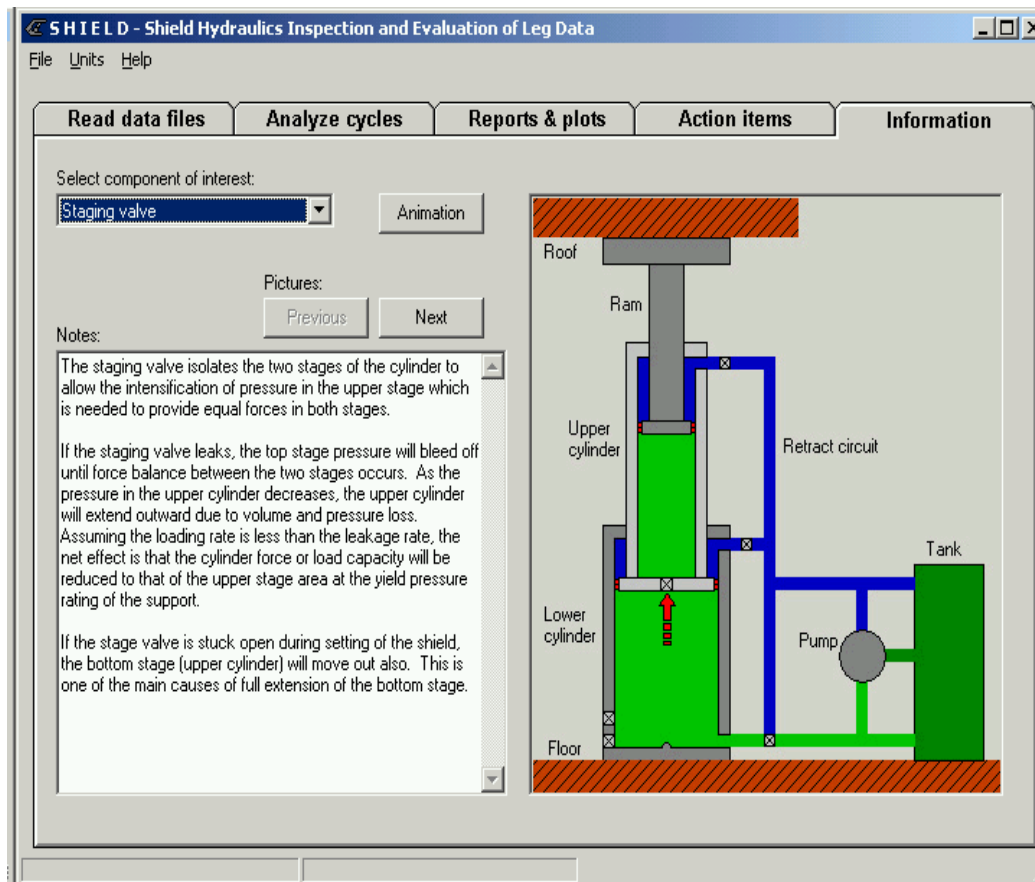 S H I E L D - Shield Hydraulics Inspection and Evaluation of Leg Data
File Units Help
Read data files Analyze cycles Reports & plots Action items Information
Select component of interest:
Staging valve
Animation
Pictures:
Previous Next
Notes:
The staging valve isolates the two stages of the cylinder to
allow the intensification of pressure in the upper stage which
is needed to provide equal forces in both stages.
If the staging valve leaks, the top stage pressure will bleed off
until force balance between the two stages occurs. As the
pressure in the upper cylinder decreases, the upper cylinder
will extend outward due to volume and pressure loss.
Assuming the loading rate is less than the leakage rate, the
net effect is that the cylinder force or load capacity will be
reduced to that of the upper stage area at the yield pressure
rating of the support.
If the stage valve is stuck open during setting of the shield,
the bottom stage (upper cylinder) will move out also. This is
one of the main causes of full extension of the bottom stage.
Roof
Ram
Upper
cylinder
Retract circuit
Tank
Lower
cylinder
Pump
Floor